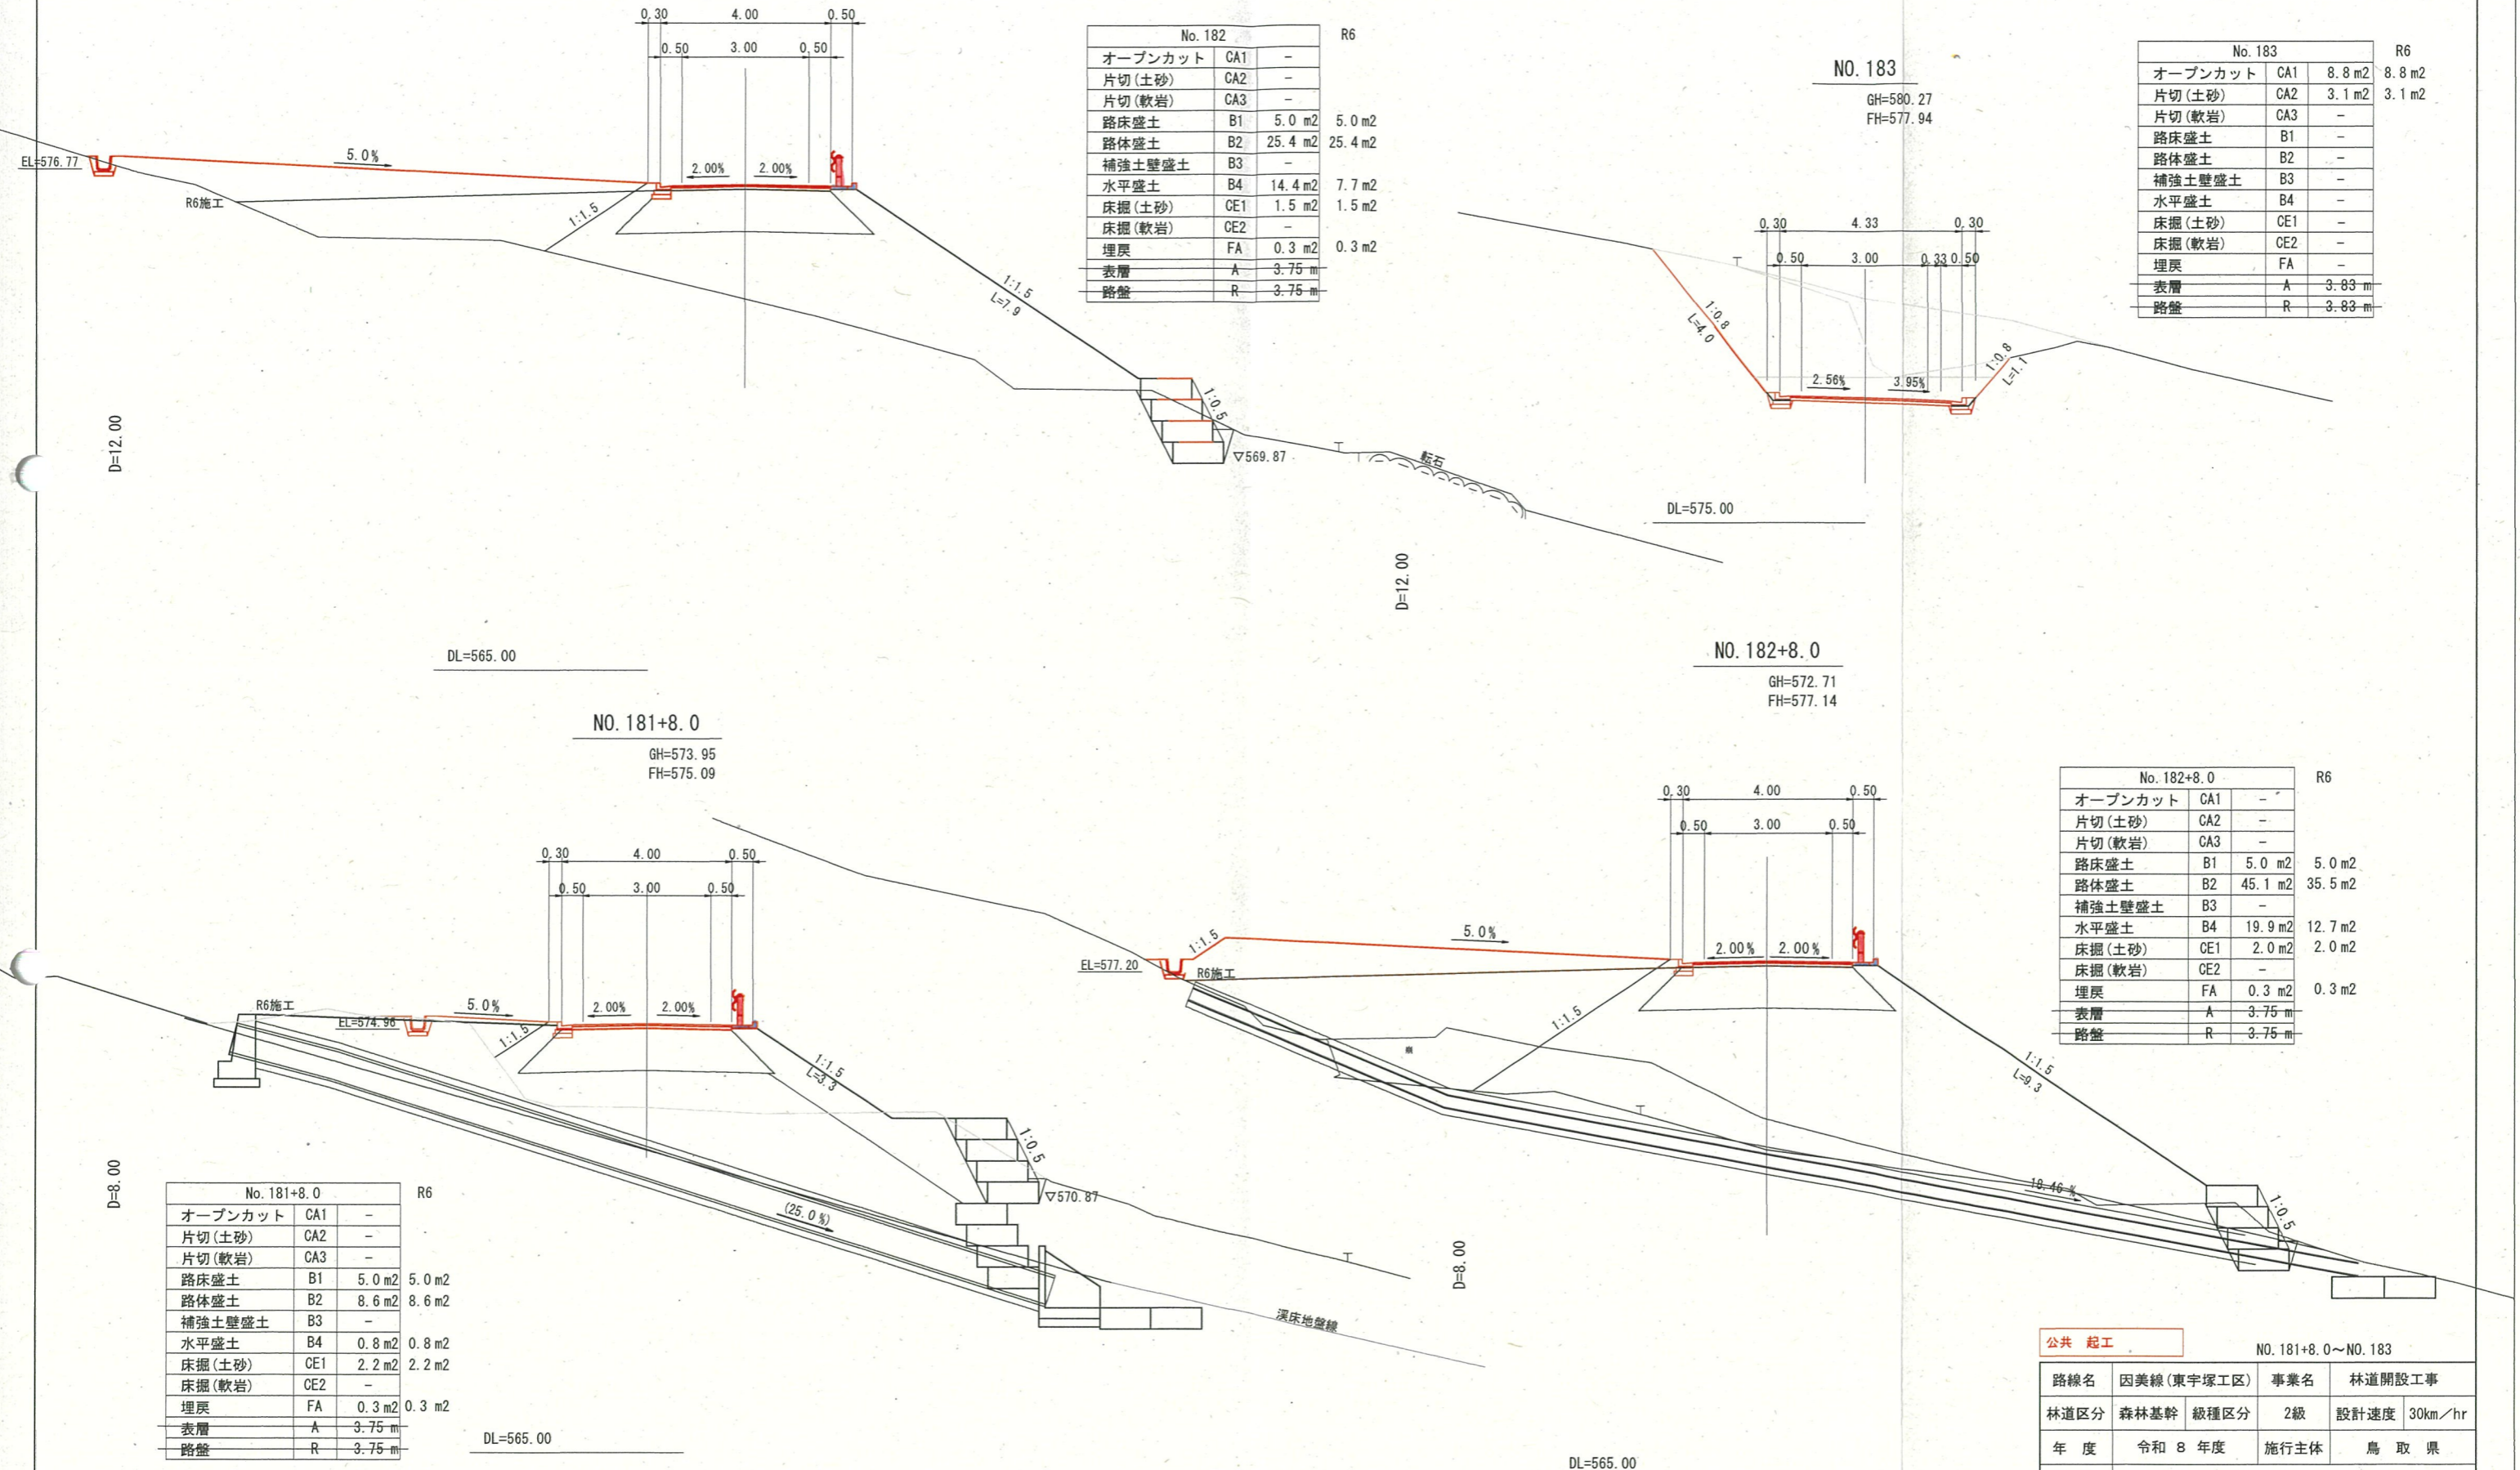 0.30 4.00 0.50
0.50 3.00 0.50
EL=576.77
5.0%
2.00% 2.00%
R6施工
1:1.5
1:1.5
L=7.9
1:0.5
▽569.87
転石
D=12.00
DL=565.00
No. 182 R6
オープンカット CA1 -
片切(土砂) CA2 -
片切(軟岩) CA3 -
路床盛土 B1 5.0 m2 5.0 m2
路体盛土 B2 25.4 m2 25.4 m2
補強土壁盛土 B3 -
水平盛土 B4 14.4 m2 7.7 m2
床掘(土砂) CE1 1.5 m2 1.5 m2
床掘(軟岩) CE2 -
埋戻 FA 0.3 m2 0.3 m2
表層 A 3.75 m
路盤 R 3.75 m
NO. 183
GH=580.27
FH=577.94
0.30 4.33 0.30
0.50 3.00 0.33 0.50
1:0.8
L=4.0
2.56% 3.95%
1:0.8
L=1.1
DL=575.00
D=12.00
No. 183 R6
オープンカット CA1 8.8 m2 8.8 m2
片切(土砂) CA2 3.1 m2 3.1 m2
片切(軟岩) CA3 -
路床盛土 B1 -
路体盛土 B2 -
補強土壁盛土 B3 -
水平盛土 B4 -
床掘(土砂) CE1 -
床掘(軟岩) CE2 -
埋戻 FA -
表層 A 3.83 m
路盤 R 3.83 m
NO. 181+8.0
GH=573.95
FH=575.09
0.30 4.00 0.50
0.50 3.00 0.50
R6施工
EL=574.96
5.0%
2.00% 2.00%
1:1.5
1:1.5
L=3.3
1:0.5
▽570.87
(25.0%)
渓床地盤線
D=8.00
No. 181+8.0 R6
オープンカット CA1 -
片切(土砂) CA2 -
片切(軟岩) CA3 -
路床盛土 B1 5.0 m2 5.0 m2
路体盛土 B2 8.6 m2 8.6 m2
補強土壁盛土 B3 -
水平盛土 B4 0.8 m2 0.8 m2
床掘(土砂) CE1 2.2 m2 2.2 m2
床掘(軟岩) CE2 -
埋戻 FA 0.3 m2 0.3 m2
表層 A 3.75 m
路盤 R 3.75 m
DL=565.00
NO. 182+8.0
GH=572.71
FH=577.14
0.30 4.00 0.50
0.50 3.00 0.50
EL=577.20
1:1.5
5.0%
R6施工
2.00% 2.00%
1:1.5
1:1.5
L=9.3
18.46 %
1:0.5
D=8.00
DL=565.00
No. 182+8.0 R6
オープンカット CA1 -
片切(土砂) CA2 -
片切(軟岩) CA3 -
路床盛土 B1 5.0 m2 5.0 m2
路体盛土 B2 45.1 m2 35.5 m2
補強土壁盛土 B3 -
水平盛土 B4 19.9 m2 12.7 m2
床掘(土砂) CE1 2.0 m2 2.0 m2
床掘(軟岩) CE2 -
埋戻 FA 0.3 m2 0.3 m2
表層 A 3.75 m
路盤 R 3.75 m
公共 起工
NO. 181+8.0～NO. 183
路線名 因美線(東宇塚工区) 事業名 林道開設工事
林道区分 森林基幹 級種区分 2級 設計速度 30km／hr
年 度 令和 8 年度 施行主体 鳥 取 県